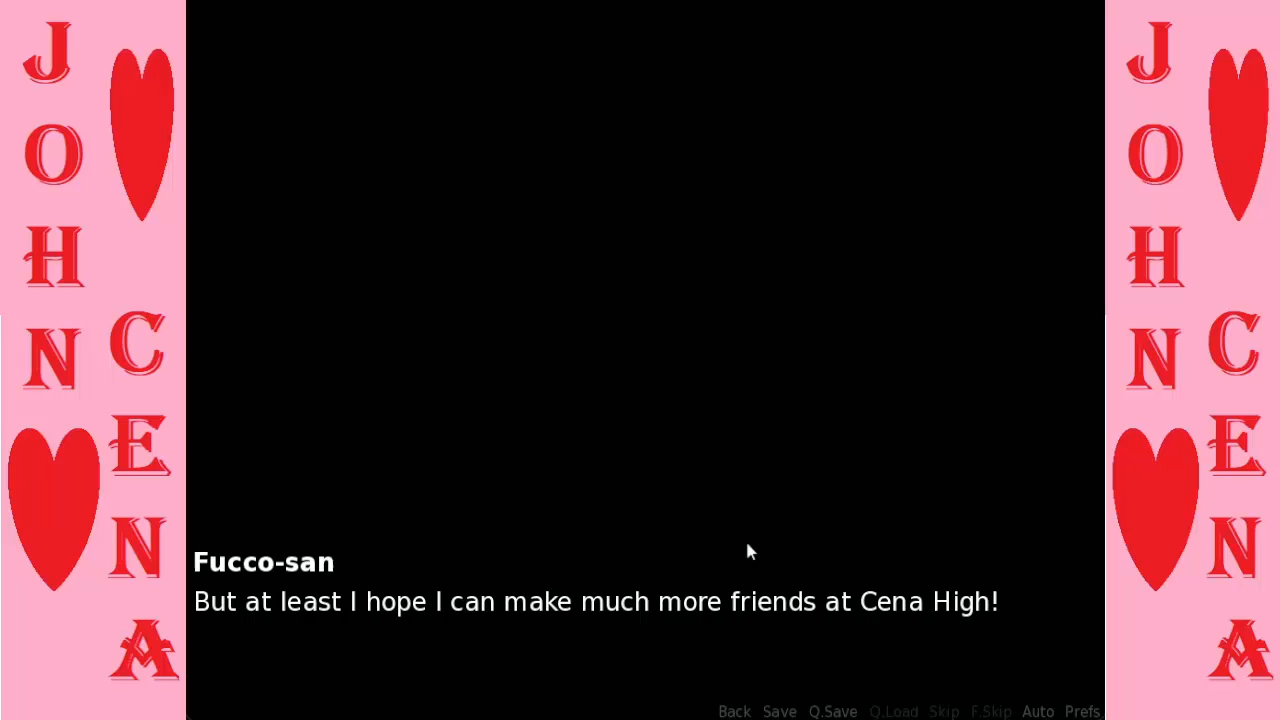 JOHN
CENA
Fucco-san
But at least I hope I can make much more friends at Cena High!
Back Save Q.Save Q.Load Skip F.Skip Auto Prefs
JOHN
CENA